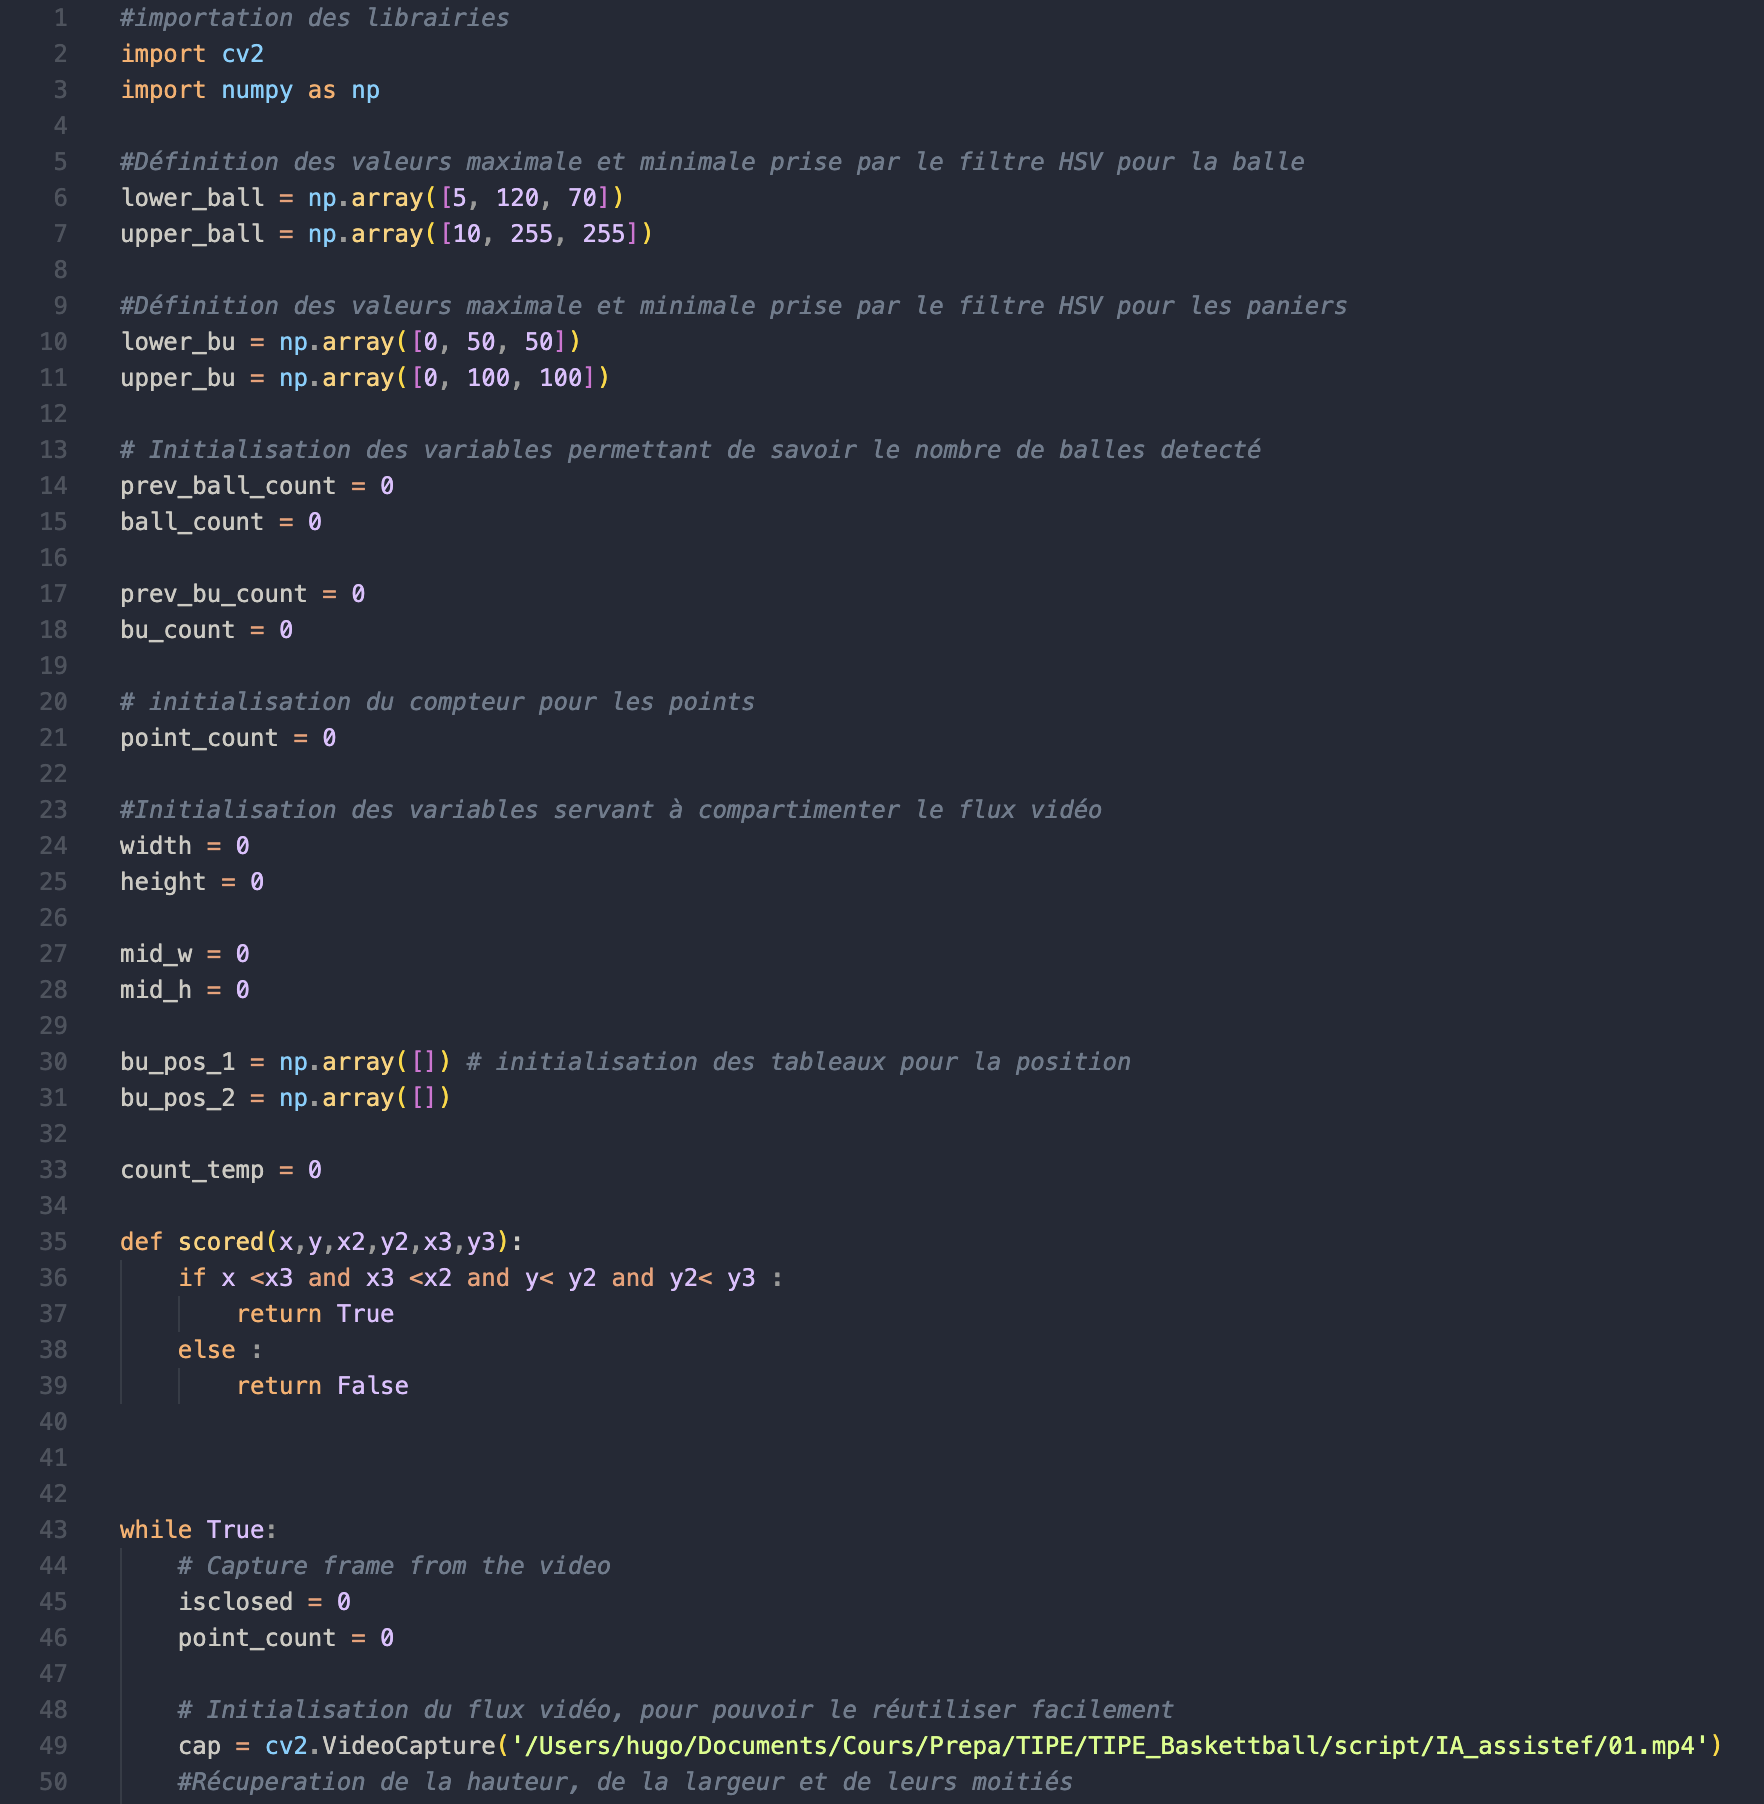 1 #importation des librairies
2 import cv2
3 import numpy as np
4
5 #Définition des valeurs maximale et minimale prise par le filtre HSV pour la balle
6 lower_ball = np.array([5, 120, 70])
7 upper_ball = np.array([10, 255, 255])
8
9 #Définition des valeurs maximale et minimale prise par le filtre HSV pour les paniers
10 lower_bu = np.array([0, 50, 50])
11 upper_bu = np.array([0, 100, 100])
12
13 # Initialisation des variables permettant de savoir le nombre de balles detecté
14 prev_ball_count = 0
15 ball_count = 0
16
17 prev_bu_count = 0
18 bu_count = 0
19
20 # initialisation du compteur pour les points
21 point_count = 0
22
23 #Initialisation des variables servant à compartimenter le flux vidéo
24 width = 0
25 height = 0
26
27 mid_w = 0
28 mid_h = 0
29
30 bu_pos_1 = np.array([]) # initialisation des tableaux pour la position
31 bu_pos_2 = np.array([])
32
33 count_temp = 0
34
35 def scored(x,y,x2,y2,x3,y3):
36     if x <x3 and x3 <x2 and y< y2 and y2< y3 :
37         return True
38     else :
39         return False
40
41
42
43 while True:
44     # Capture frame from the video
45     isclosed = 0
46     point_count = 0
47
48     # Initialisation du flux vidéo, pour pouvoir le réutiliser facilement
49     cap = cv2.VideoCapture('/Users/hugo/Documents/Cours/Prepa/TIPE/TIPE_Baskettball/script/IA_assistef/01.mp4')
50     #Récuperation de la hauteur, de la largeur et de leurs moitiés